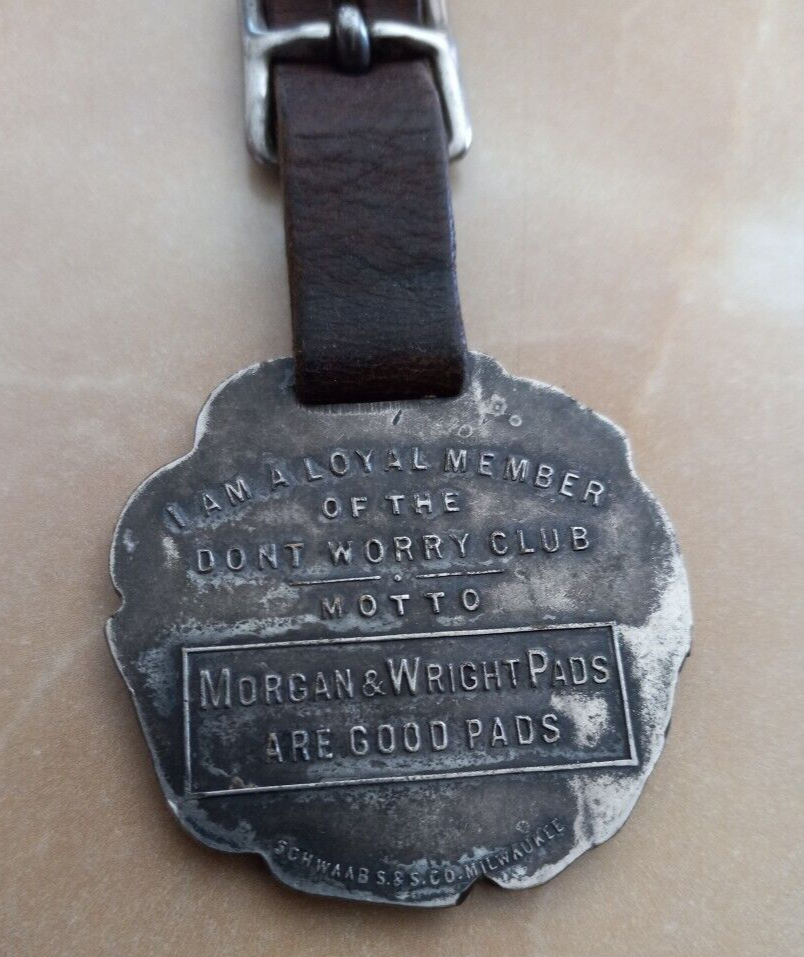 I AM A LOYAL MEMBER
OF THE
DONT WORRY CLUB
MOTTO
MORGAN & WRIGHT PADS
ARE GOOD PADS
SCHWAAB S. & S. CO. MILWAUKEE